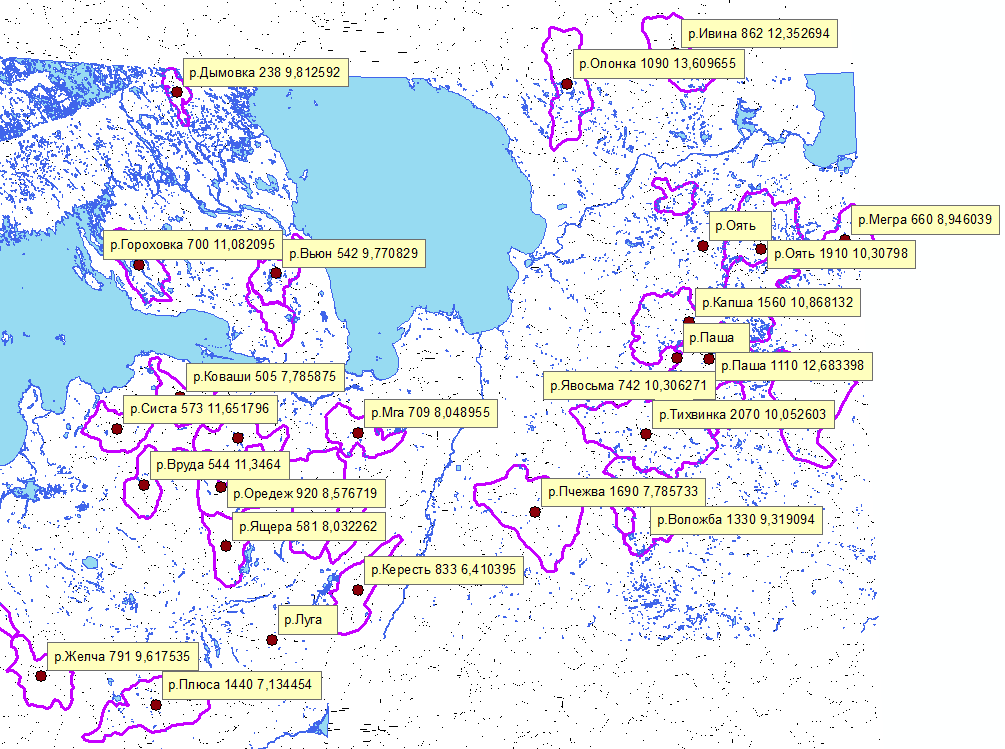 р.Ивина 862 12,352694
р.Олонка 1090 13,609655
р.Дымовка 238 9,812592
р.Мегра 660 8,946039
р.Оять
р.Гороховка 700 11,082095
р.Вьюн 542 9,770829
р.Оять 1910 10,30798
р.Капша 1560 10,868132
р.Паша
р.Паша 1110 12,683398
р.Коваши 505 7,785875
р.Явосьма 742 10,306271
р.Систа 573 11,651796
р.Мга 709 8,048955
р.Тихвинка 2070 10,052603
р.Вруда 544 11,3464
р.Оредеж 920 8,576719
р.Пчежва 1690 7,785733
р.Воложба 1330 9,319094
р.Ящера 581 8,032262
р.Кересть 833 6,410395
р.Луга
р.Желча 791 9,617535
р.Плюса 1440 7,134454